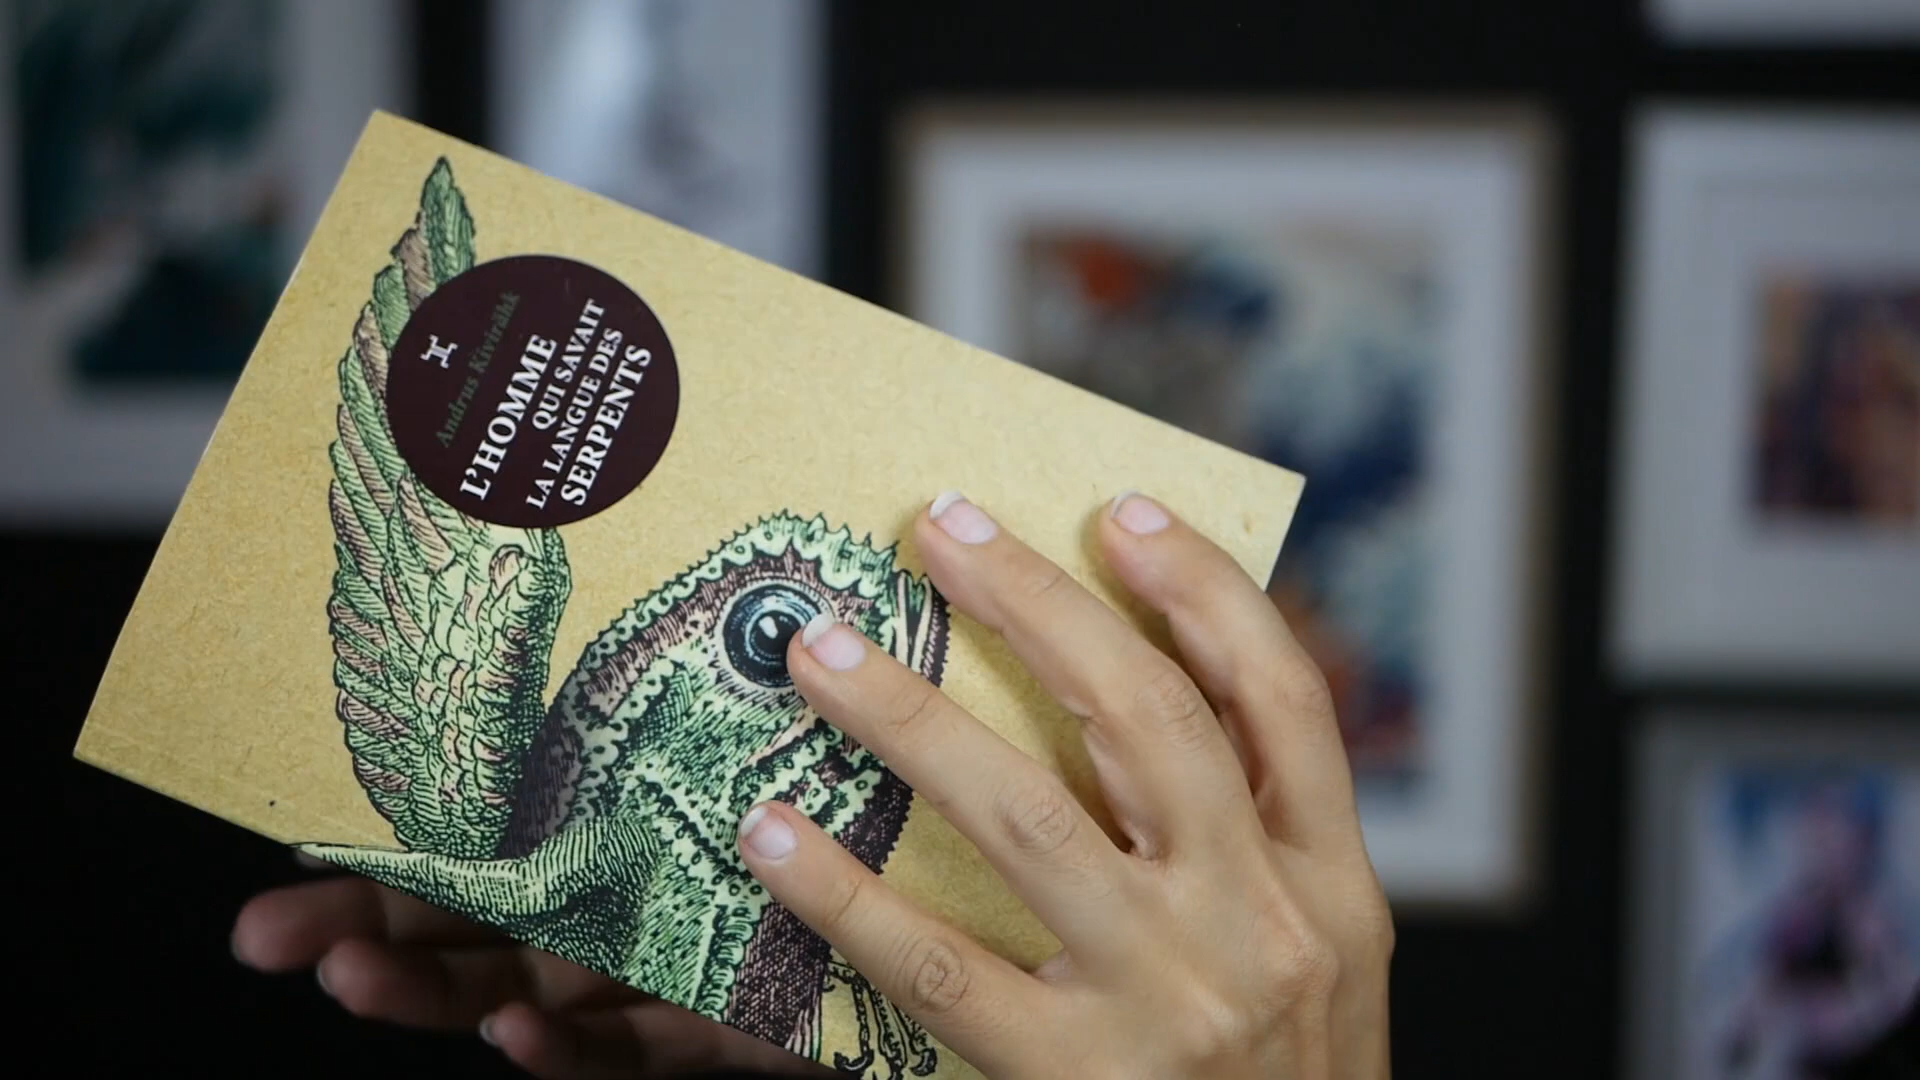 Andrus Kivirähk
L'HOMME
QUI SAVAIT
LA LANGUE DES
SERPENTS